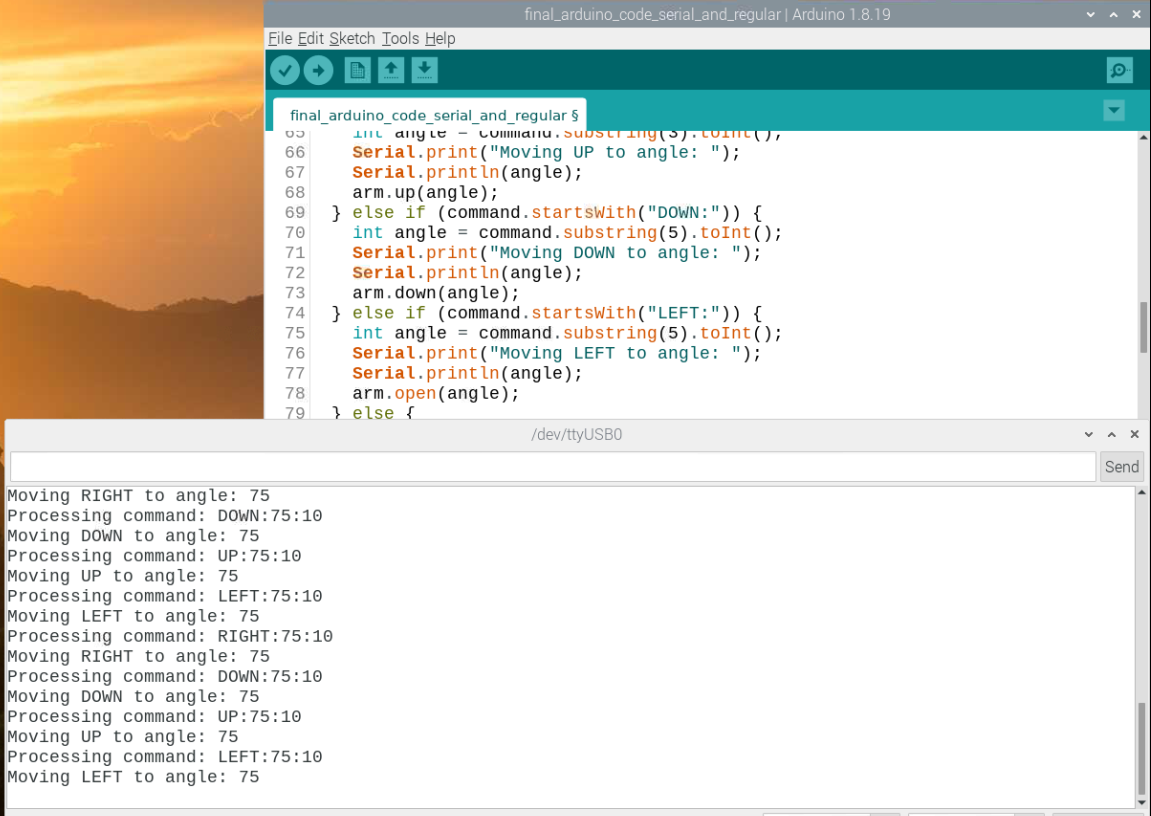 final_arduino_code_serial_and_regular | Arduino 1.8.19
File Edit Sketch Tools Help
final_arduino_code_serial_and_regular §
65 int angle = command.substring(3).toInt();
66 Serial.print("Moving UP to angle: ");
67 Serial.println(angle);
68 arm.up(angle);
69 } else if (command.startsWith("DOWN:")) {
70 int angle = command.substring(5).toInt();
71 Serial.print("Moving DOWN to angle: ");
72 Serial.println(angle);
73 arm.down(angle);
74 } else if (command.startsWith("LEFT:")) {
75 int angle = command.substring(5).toInt();
76 Serial.print("Moving LEFT to angle: ");
77 Serial.println(angle);
78 arm.open(angle);
79 } else {
/dev/ttyUSB0
Send
Moving RIGHT to angle: 75
Processing command: DOWN:75:10
Moving DOWN to angle: 75
Processing command: UP:75:10
Moving UP to angle: 75
Processing command: LEFT:75:10
Moving LEFT to angle: 75
Processing command: RIGHT:75:10
Moving RIGHT to angle: 75
Processing command: DOWN:75:10
Moving DOWN to angle: 75
Processing command: UP:75:10
Moving UP to angle: 75
Processing command: LEFT:75:10
Moving LEFT to angle: 75